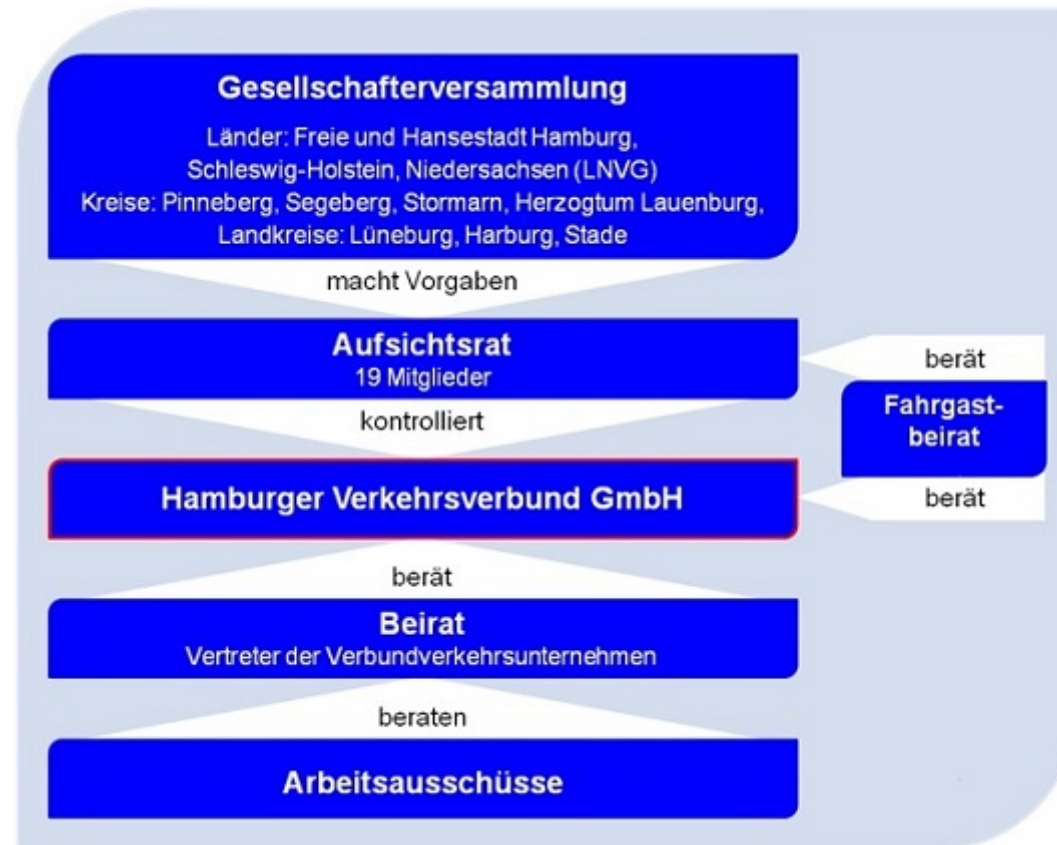 Gesellschafterversammlung
Länder: Freie und Hansestadt Hamburg,
Schleswig-Holstein, Niedersachsen (LNVG)
Kreise: Pinneberg, Segeberg, Stormarn, Herzogtum Lauenburg,
Landkreise: Lüneburg, Harburg, Stade
macht Vorgaben
Aufsichtsrat
19 Mitglieder
kontrolliert
berät
Fahrgast-
beirat
berät
Hamburger Verkehrsverbund GmbH
berät
Beirat
Vertreter der Verbundverkehrsunternehmen
beraten
Arbeitsausschüsse